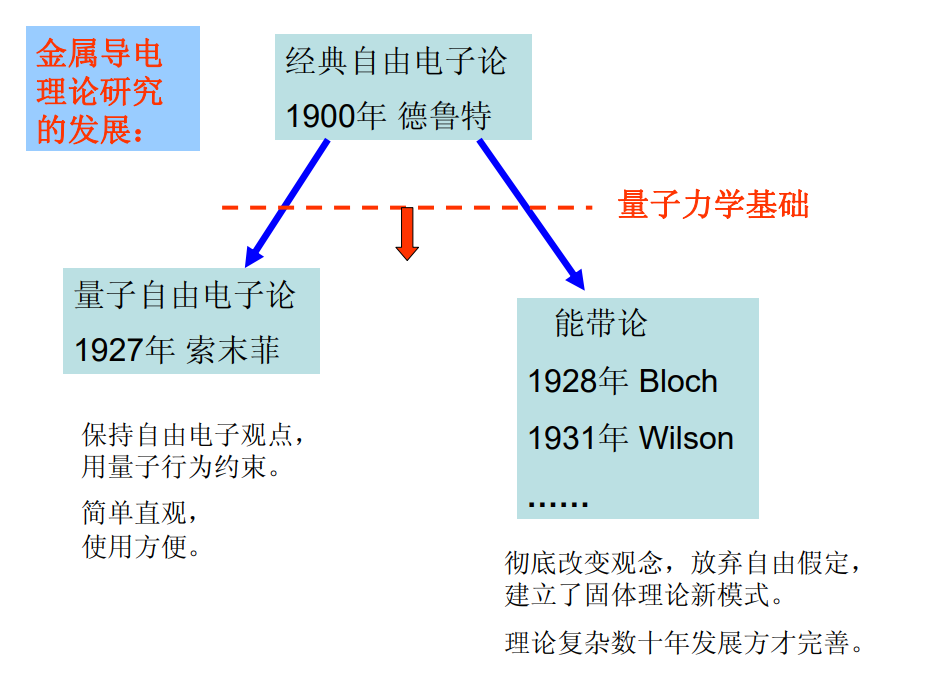 金属导电
理论研究
的发展：
经典自由电子论
1900年 德鲁特
量子力学基础
量子自由电子论
1927年 索末菲
能带论
1928年 Bloch
1931年 Wilson
……
保持自由电子观点，
用量子行为约束。
简单直观，
使用方便。
彻底改变观念，放弃自由假定，
建立了固体理论新模式。
理论复杂数十年发展方才完善。